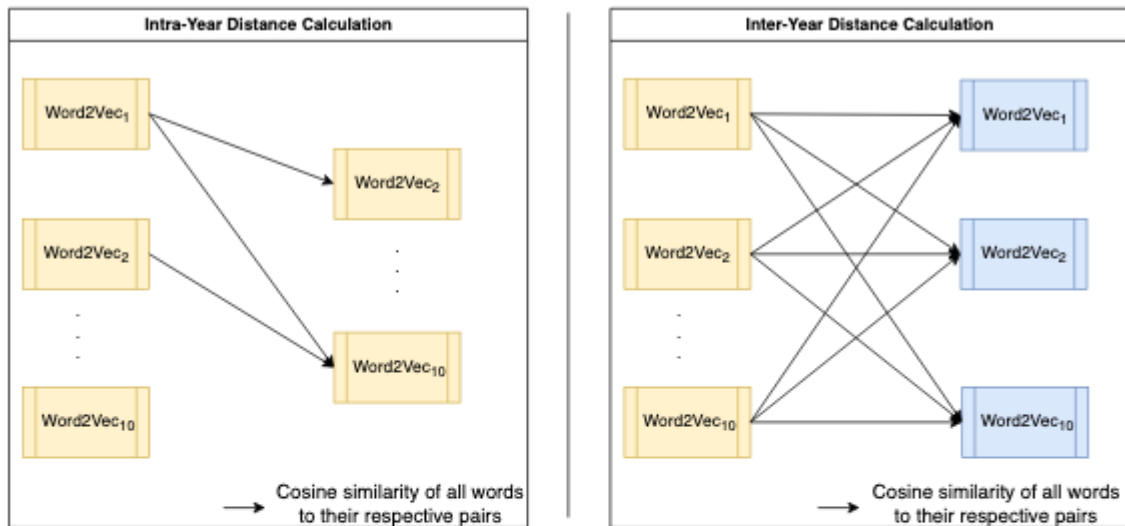 Intra-Year Distance Calculation
Word2Vec₁
Word2Vec₂
Word2Vec₂
.
.
.
Word2Vec₁₀
.
.
.
Word2Vec₁₀
Cosine similarity of all words
to their respective pairs
Inter-Year Distance Calculation
Word2Vec₁
Word2Vec₁
Word2Vec₂
Word2Vec₂
.
.
.
Word2Vec₁₀
Word2Vec₁₀
Cosine similarity of all words
to their respective pairs